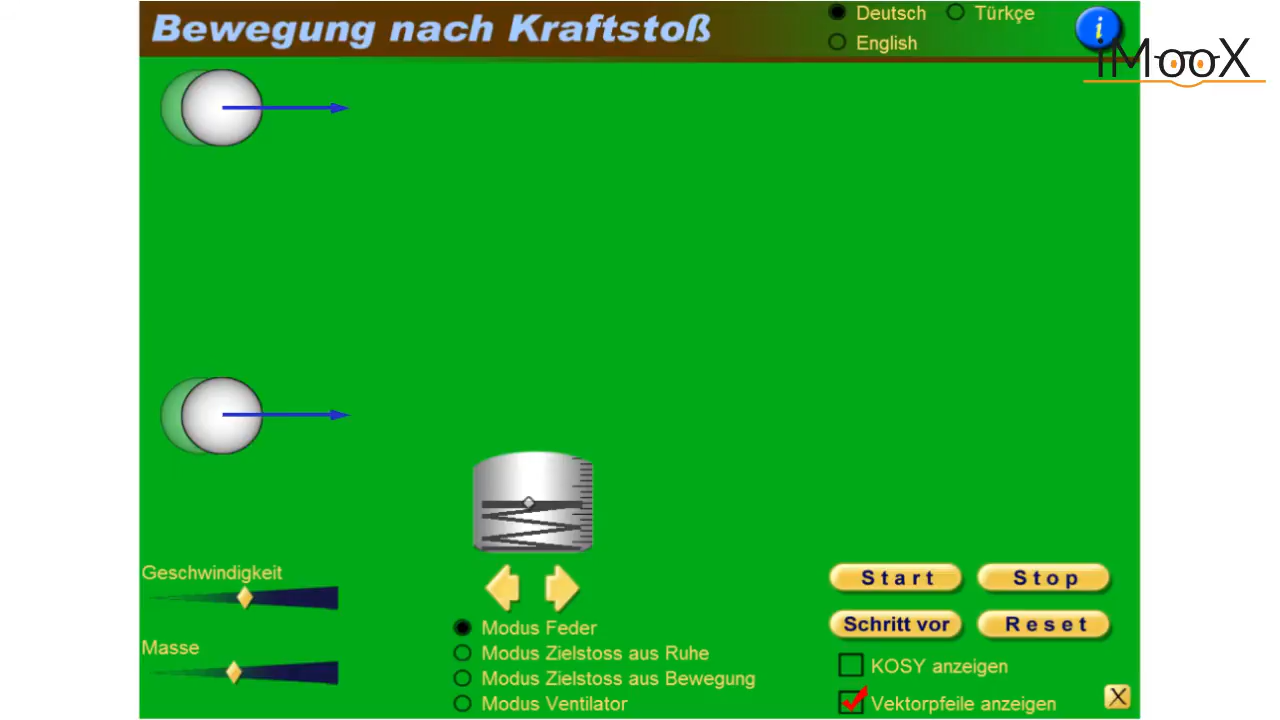 Bewegung nach Kraftstoß
Deutsch
Türkçe
English
i
iMooX
Geschwindigkeit
Masse
Modus Feder
Modus Zielstoss aus Ruhe
Modus Zielstoss aus Bewegung
Modus Ventilator
Start
Stop
Schritt vor
Reset
KOSY anzeigen
Vektorpfeile anzeigen
X